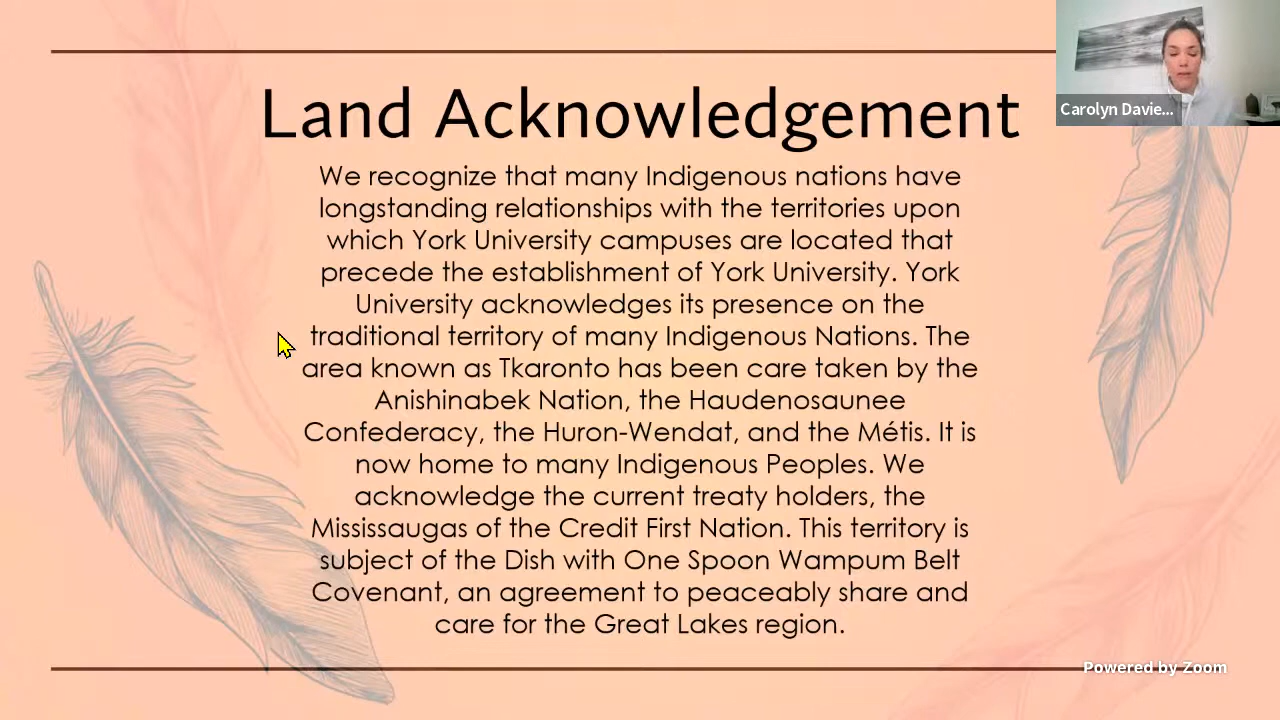 Land Acknowledgement
Carolyn Davie...
We recognize that many Indigenous nations have
longstanding relationships with the territories upon
which York University campuses are located that
precede the establishment of York University. York
University acknowledges its presence on the
traditional territory of many Indigenous Nations. The
area known as Tkaronto has been care taken by the
Anishinabek Nation, the Haudenosaunee
Confederacy, the Huron-Wendat, and the Métis. It is
now home to many Indigenous Peoples. We
acknowledge the current treaty holders, the
Mississaugas of the Credit First Nation. This territory is
subject of the Dish with One Spoon Wampum Belt
Covenant, an agreement to peaceably share and
care for the Great Lakes region.
Powered by Zoom